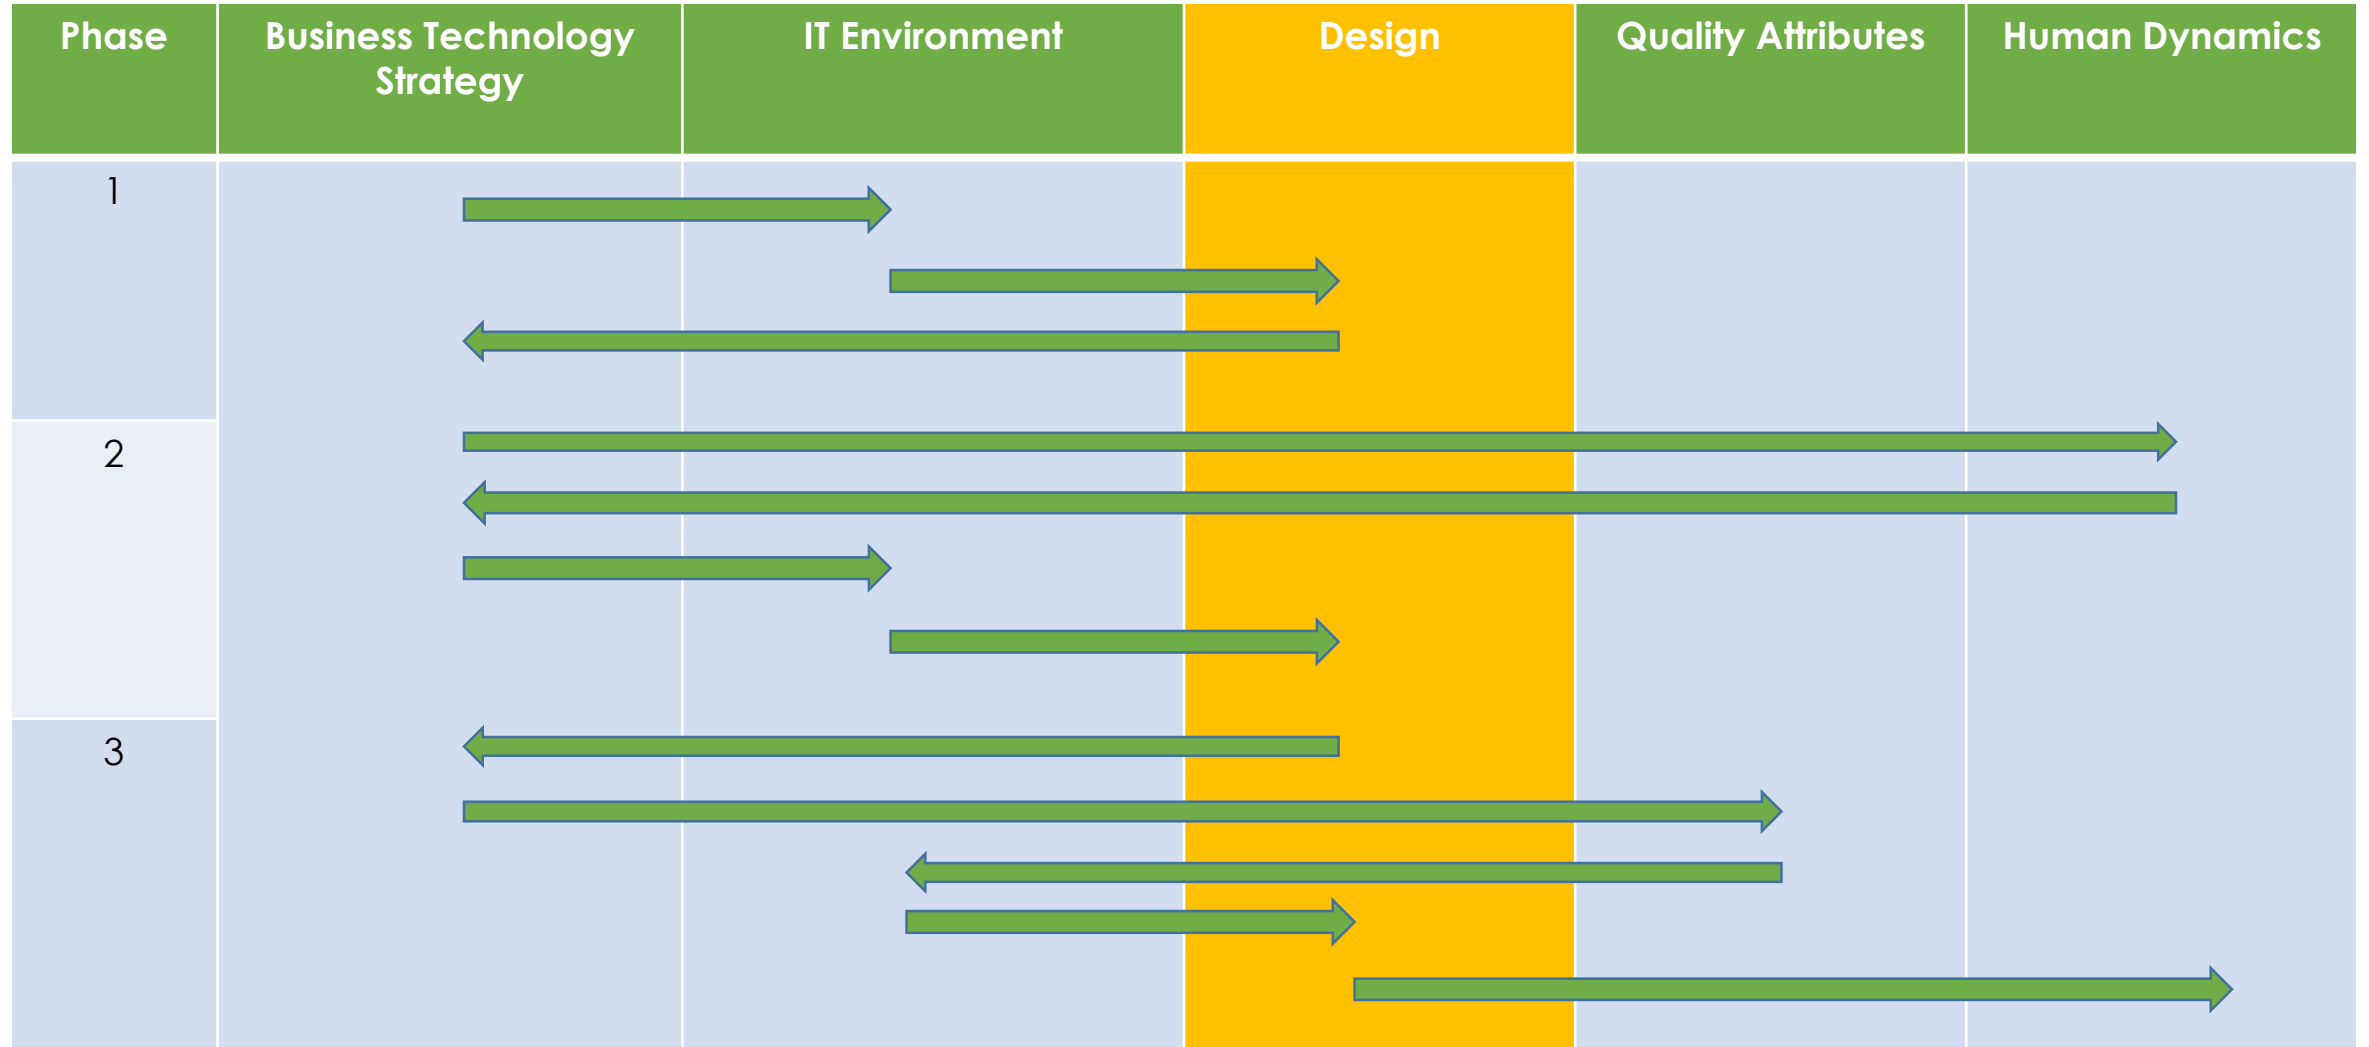 Phase
Business Technology
Strategy
IT Environment
Design
Quality Attributes
Human Dynamics
1
2
3